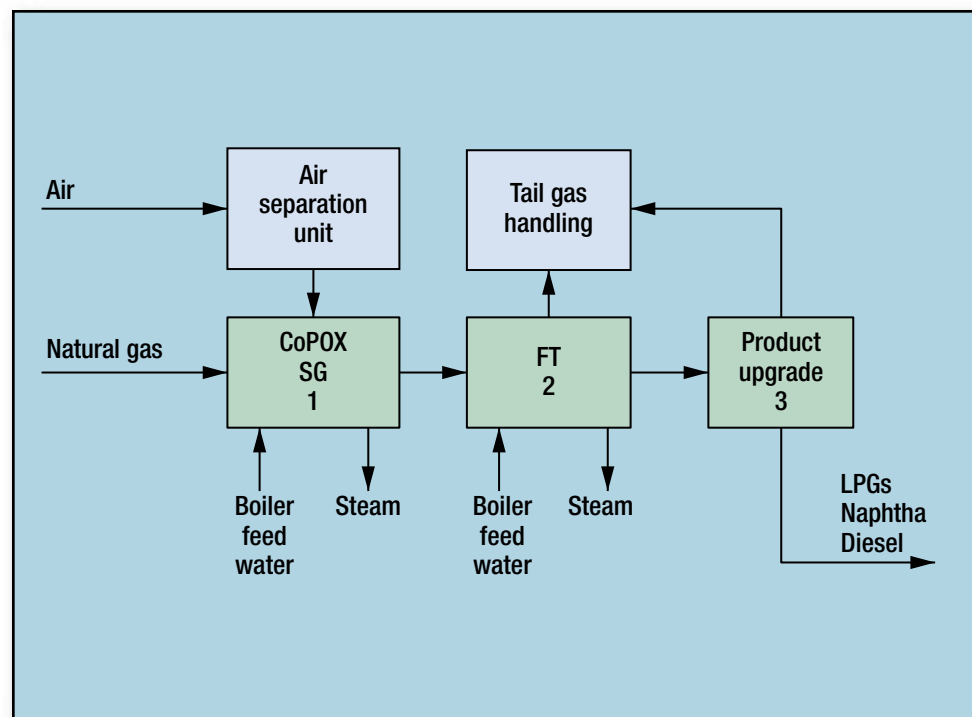 Air
Air
separation
unit
Tail gas
handling
Natural gas
CoPOX
SG
1
FT
2
Product
upgrade
3
Boiler
feed
water
Steam
Boiler
feed
water
Steam
LPGs
Naphtha
Diesel